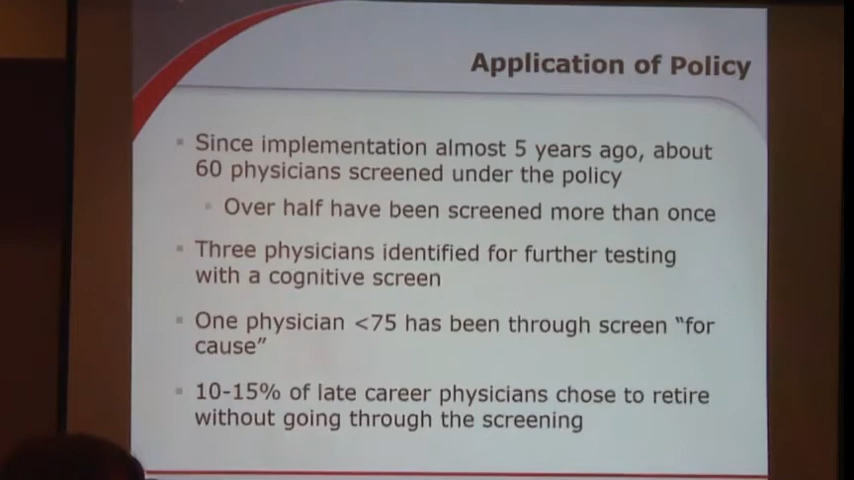 Application of Policy
Since implementation almost 5 years ago, about
60 physicians screened under the policy
Over half have been screened more than once
Three physicians identified for further testing
with a cognitive screen
One physician <75 has been through screen “for
cause”
10-15% of late career physicians chose to retire
without going through the screening